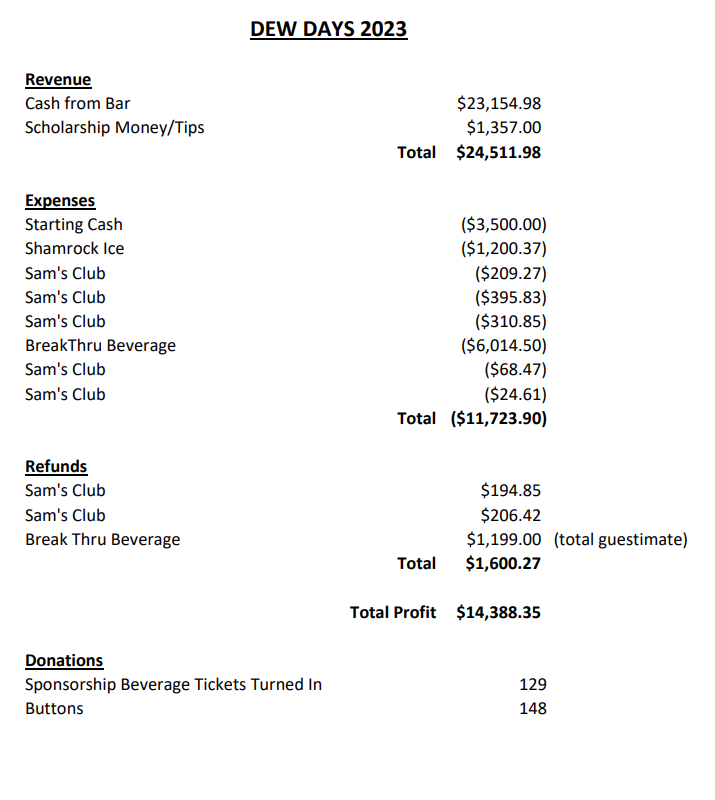 DEW DAYS 2023
Revenue
Cash from Bar $23,154.98
Scholarship Money/Tips $1,357.00
Total $24,511.98
Expenses
Starting Cash ($3,500.00)
Shamrock Ice ($1,200.37)
Sam's Club ($209.27)
Sam's Club ($395.83)
Sam's Club ($310.85)
BreakThru Beverage ($6,014.50)
Sam's Club ($68.47)
Sam's Club ($24.61)
Total ($11,723.90)
Refunds
Sam's Club $194.85
Sam's Club $206.42
Break Thru Beverage $1,199.00 (total guestimate)
Total $1,600.27
Total Profit $14,388.35
Donations
Sponsorship Beverage Tickets Turned In 129
Buttons 148